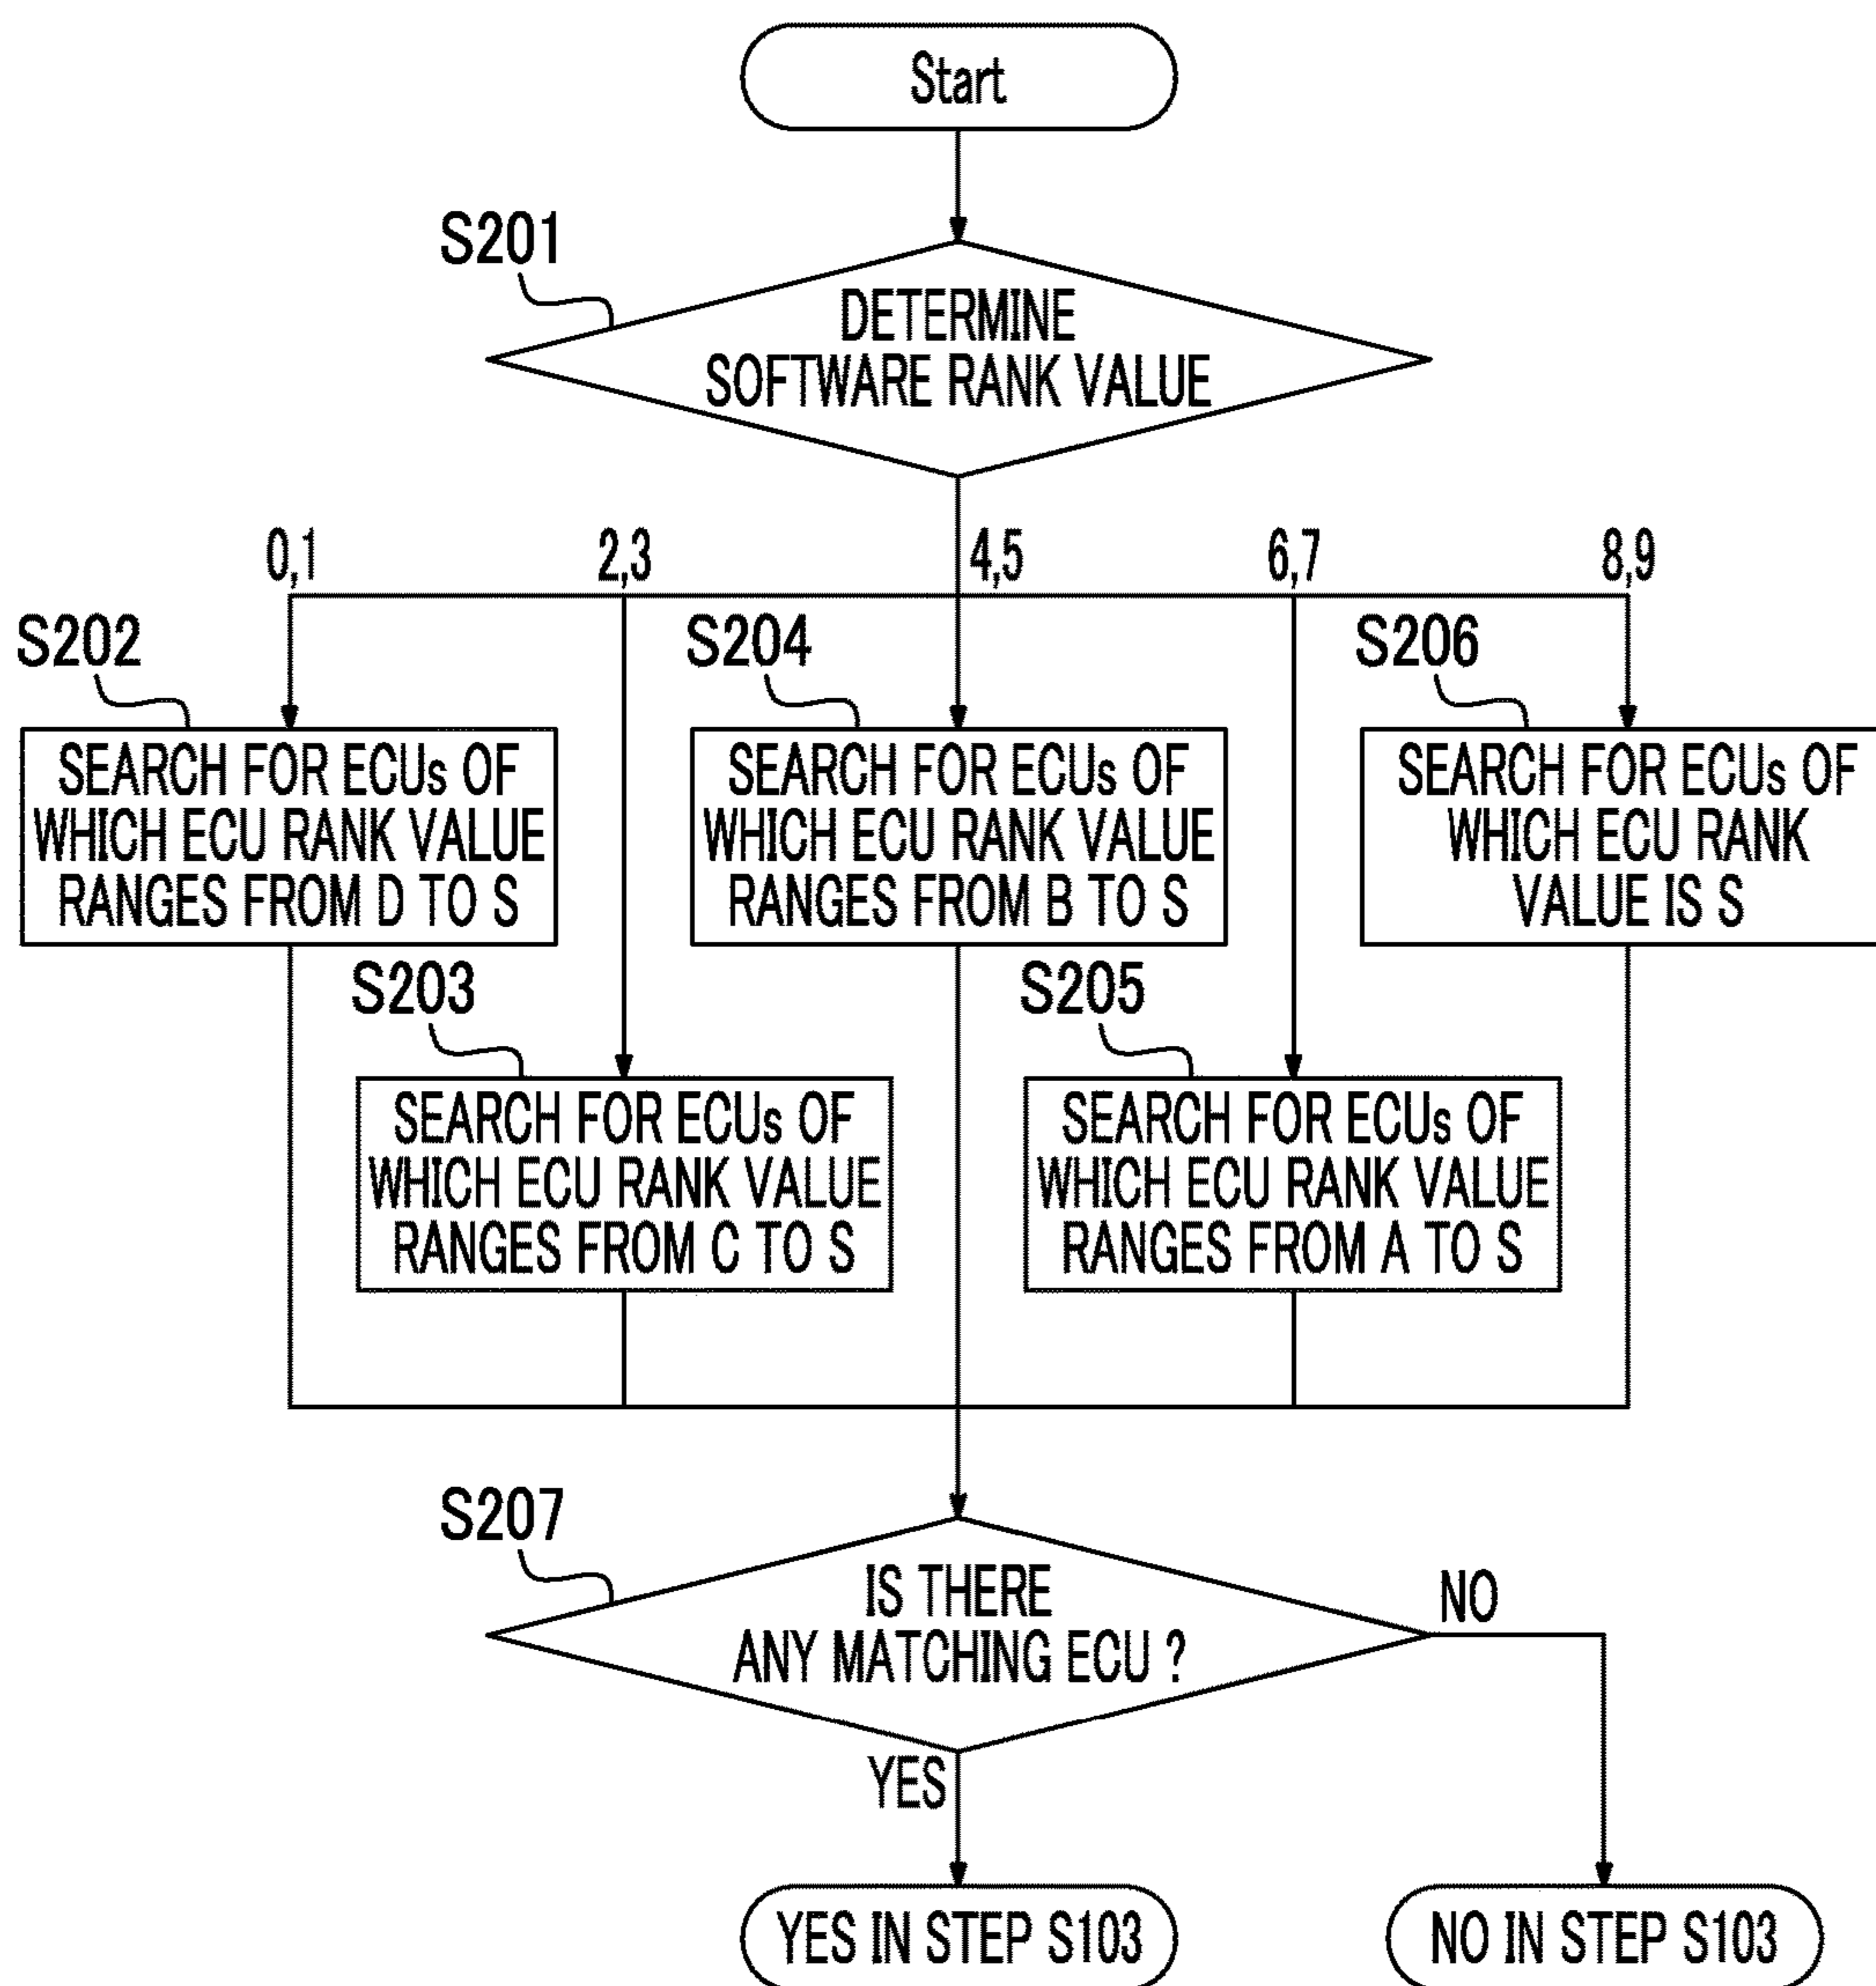 Start
S201
DETERMINE
SOFTWARE RANK VALUE
0,1
2,3
4,5
6,7
8,9
S202
SEARCH FOR ECUs OF
WHICH ECU RANK VALUE
RANGES FROM D TO S
S204
SEARCH FOR ECUs OF
WHICH ECU RANK VALUE
RANGES FROM B TO S
S206
SEARCH FOR ECUs OF
WHICH ECU RANK
VALUE IS S
S203
SEARCH FOR ECUs OF
WHICH ECU RANK VALUE
RANGES FROM C TO S
S205
SEARCH FOR ECUs OF
WHICH ECU RANK VALUE
RANGES FROM A TO S
S207
IS THERE
ANY MATCHING ECU ?
NO
YES
YES IN STEP S103
NO IN STEP S103